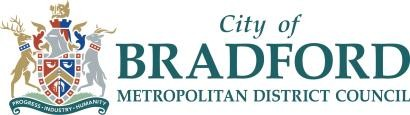 City of
BRADFORD
METROPOLITAN DISTRICT COUNCIL
PROGRESS · INDUSTRY · HUMANITY